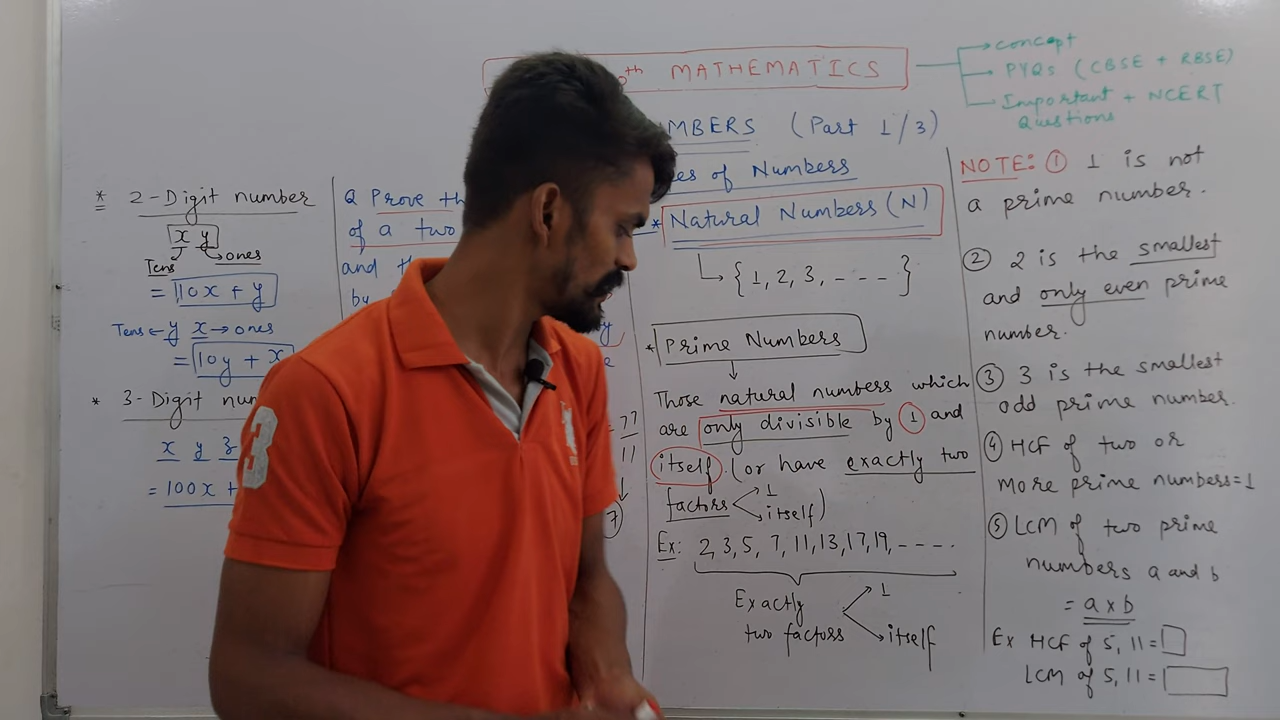 0th MATHEMATICS
concept
PYQs (CBSE + RBSE)
Important + NCERT
Questions
MBERS (Part 1/3)
es of Numbers
* 2-Digit number
x y
Tens ones
= 10x + y
Tens ← y x → ones
= 10y + x
* 3-Digit num
x y z
= 100x +
Q Prove th
of a two
and th
by
y
e
= 77
11
7
* Natural Numbers (N)
{1, 2, 3, ----}
* Prime Numbers
Those natural numbers which
are only divisible by 1 and
itself (or have exactly two
factors 1
itself)
Ex: 2, 3, 5, 7, 11, 13, 17, 19, ----.
Exactly 1
two factors itself
NOTE: ① 1 is not
a prime number.
② 2 is the smallest
and only even prime
number.
③ 3 is the smallest
odd prime number.
④ HCF of two or
more prime numbers=1
⑤ LCM of two prime
numbers a and b
= a x b
Ex HCF of 5, 11 =
LCM of 5, 11 =
3